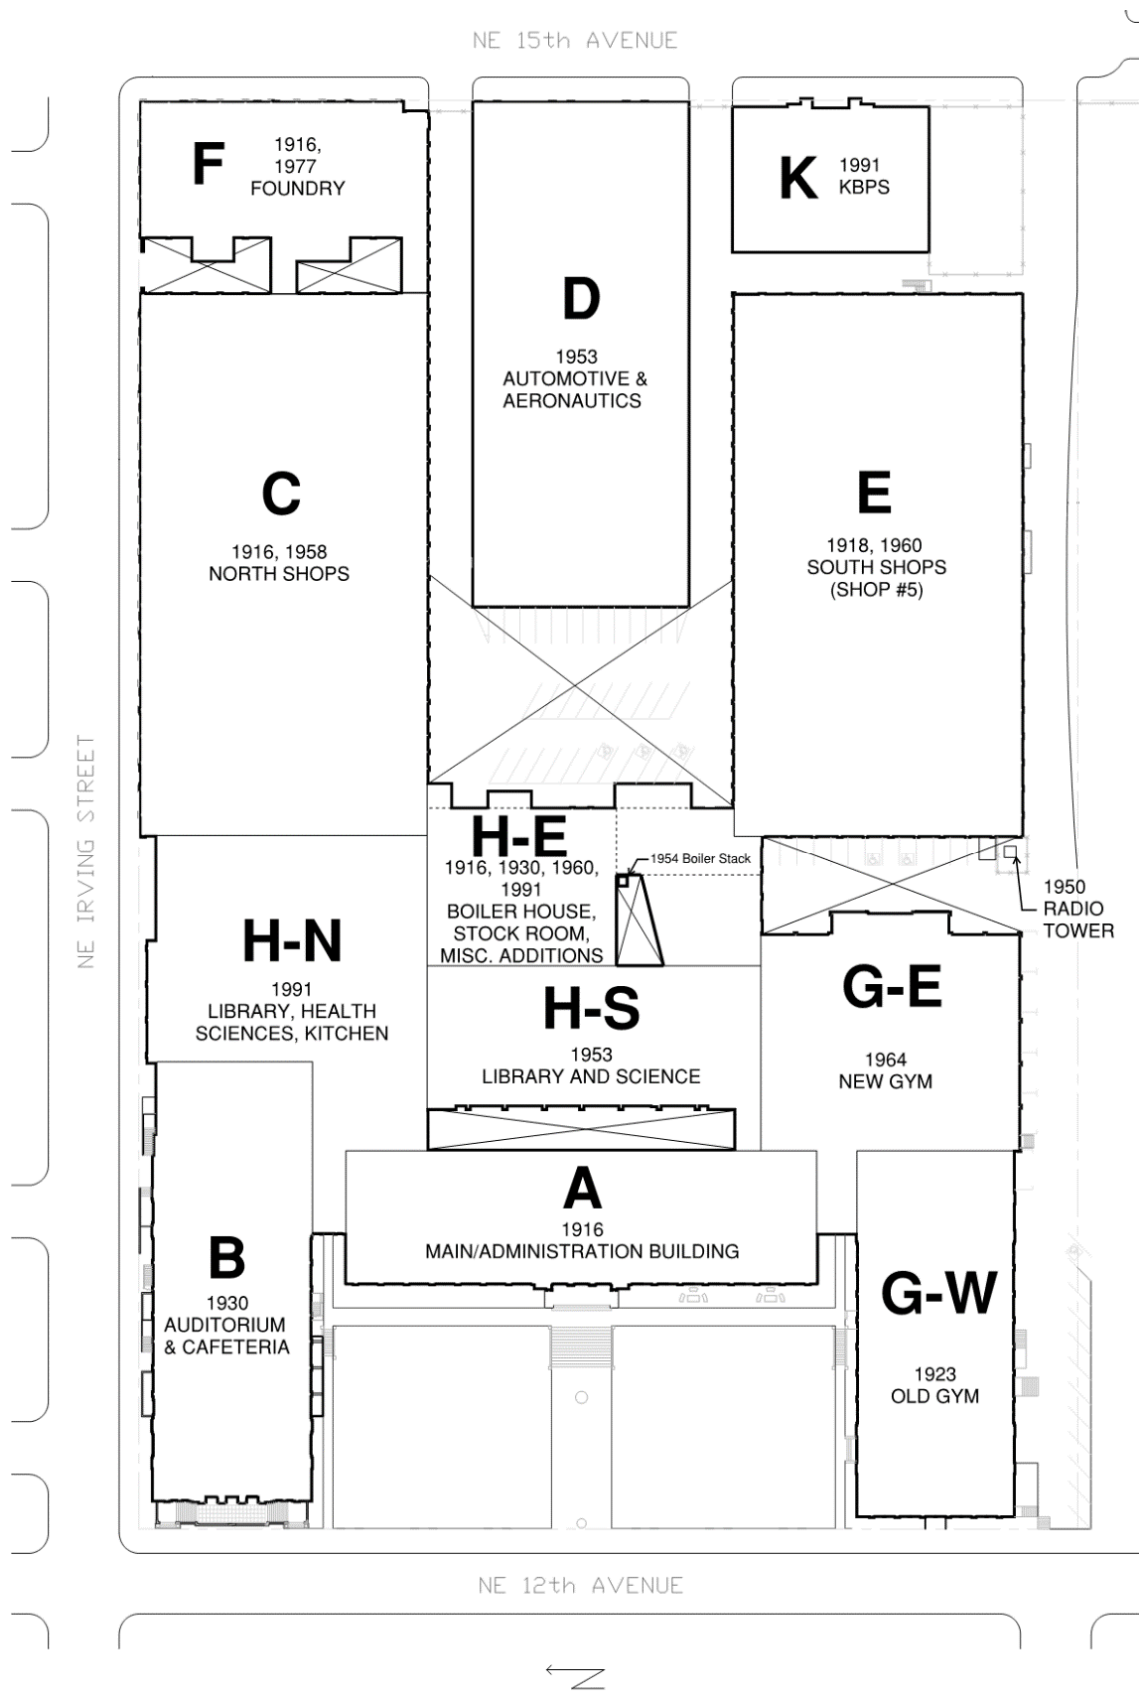 NE 15th AVENUE
F
1916,
1977
FOUNDRY
K
1991
KBPS
D
1953
AUTOMOTIVE &
AERONAUTICS
C
1916, 1958
NORTH SHOPS
E
1918, 1960
SOUTH SHOPS
(SHOP #5)
NE IRVING STREET
H-E
1916, 1930, 1960,
1991
BOILER HOUSE,
STOCK ROOM,
MISC. ADDITIONS
1954 Boiler Stack
1950
RADIO
TOWER
H-N
1991
LIBRARY, HEALTH
SCIENCES, KITCHEN
H-S
1953
LIBRARY AND SCIENCE
G-E
1964
NEW GYM
A
1916
MAIN/ADMINISTRATION BUILDING
B
1930
AUDITORIUM
& CAFETERIA
G-W
1923
OLD GYM
NE 12th AVENUE
N